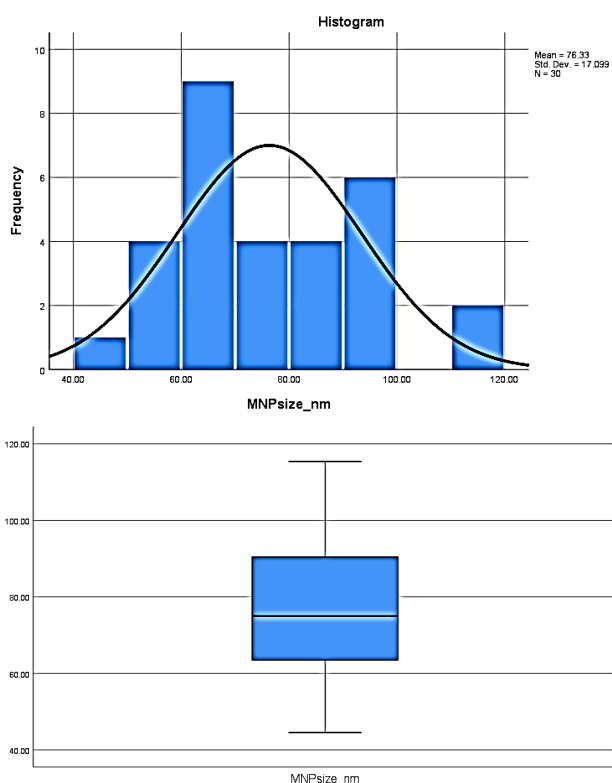 Histogram
Mean = 76.33
Std. Dev. = 17.099
N = 30
10
8
6
4
2
0
Frequency
40.00 60.00 80.00 100.00 120.00
MNPsize_nm
120.00
100.00
80.00
60.00
40.00
MNPsize_nm